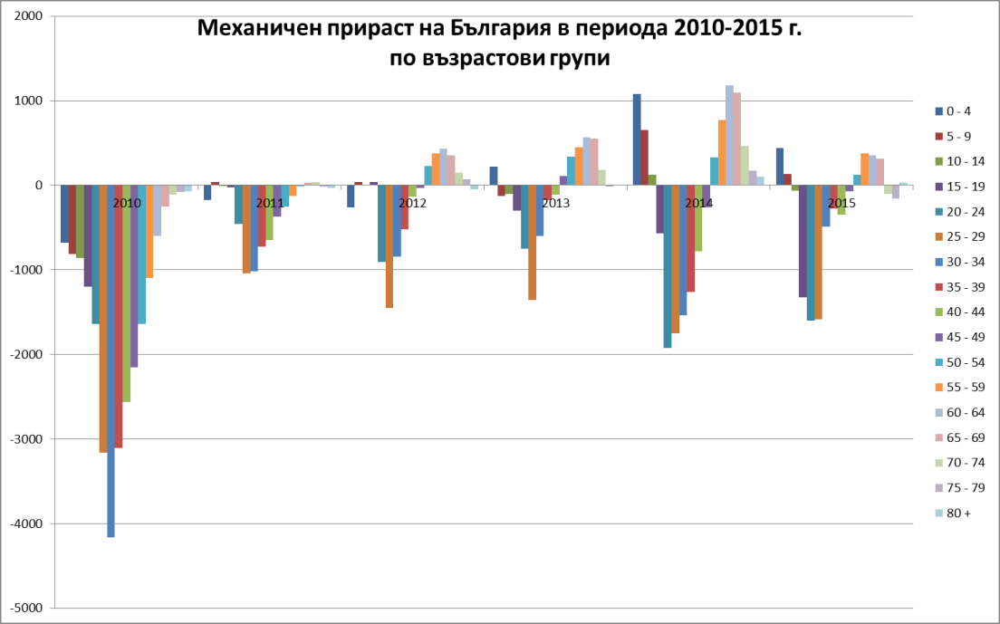 Механичен прираст на България в периода 2010-2015 г.
по възрастови групи
2000
1000
0
-1000
-2000
-3000
-4000
-5000
2010
2011
2012
2013
2014
2015
0 - 4
5 - 9
10 - 14
15 - 19
20 - 24
25 - 29
30 - 34
35 - 39
40 - 44
45 - 49
50 - 54
55 - 59
60 - 64
65 - 69
70 - 74
75 - 79
80 +